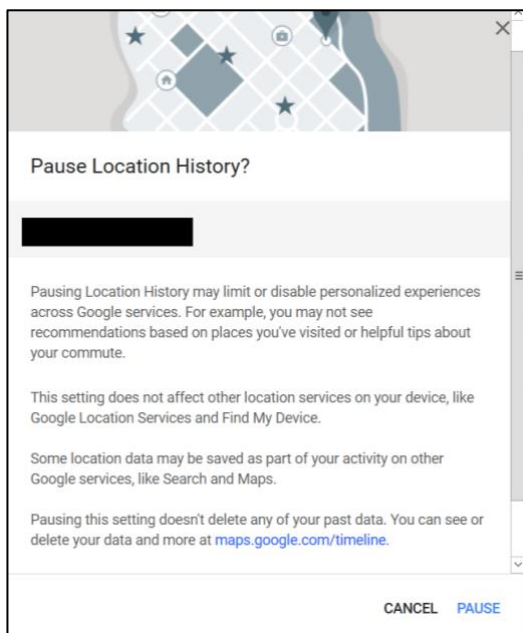 Pause Location History?
Pausing Location History may limit or disable personalized experiences
across Google services. For example, you may not see
recommendations based on places you've visited or helpful tips about
your commute.
This setting does not affect other location services on your device, like
Google Location Services and Find My Device.
Some location data may be saved as part of your activity on other
Google services, like Search and Maps.
Pausing this setting doesn't delete any of your past data. You can see or
delete your data and more at maps.google.com/timeline.
CANCEL PAUSE